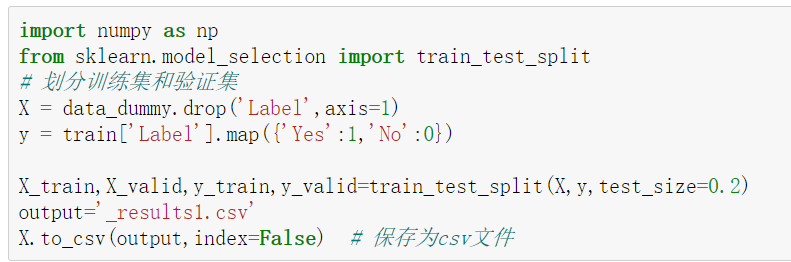 import numpy as np
from sklearn.model_selection import train_test_split
# 划分训练集和验证集
X = data_dummy.drop('Label',axis=1)
y = train['Label'].map({'Yes':1,'No':0})
X_train,X_valid,y_train,y_valid=train_test_split(X,y,test_size=0.2)
output='_results1.csv'
X.to_csv(output,index=False)  # 保存为csv文件